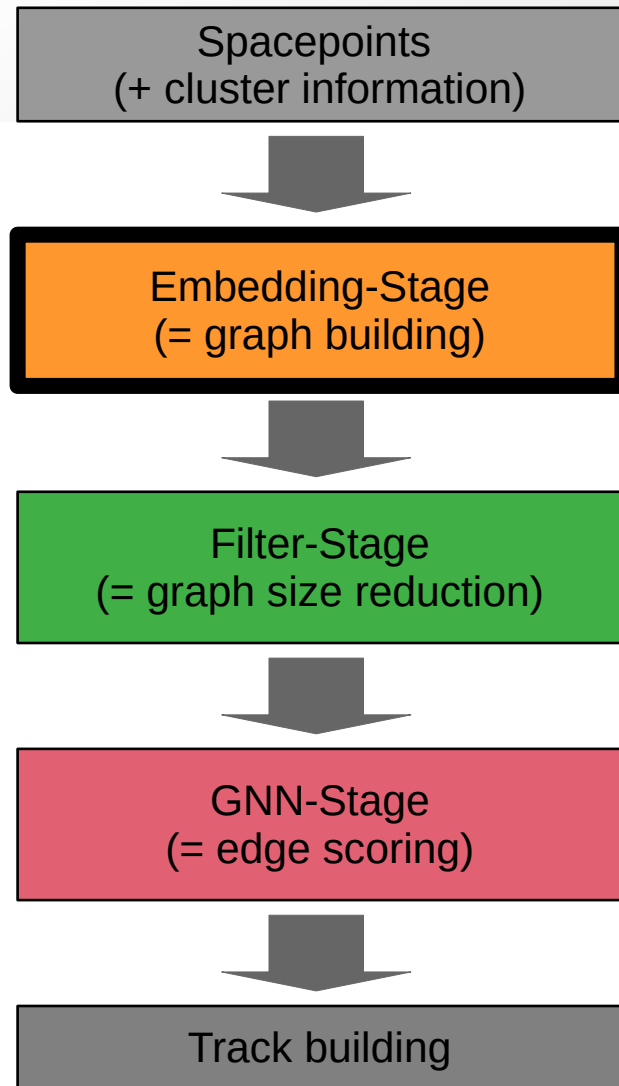 Spacepoints
(+ cluster information)
Embedding-Stage
(= graph building)
Filter-Stage
(= graph size reduction)
GNN-Stage
(= edge scoring)
Track building